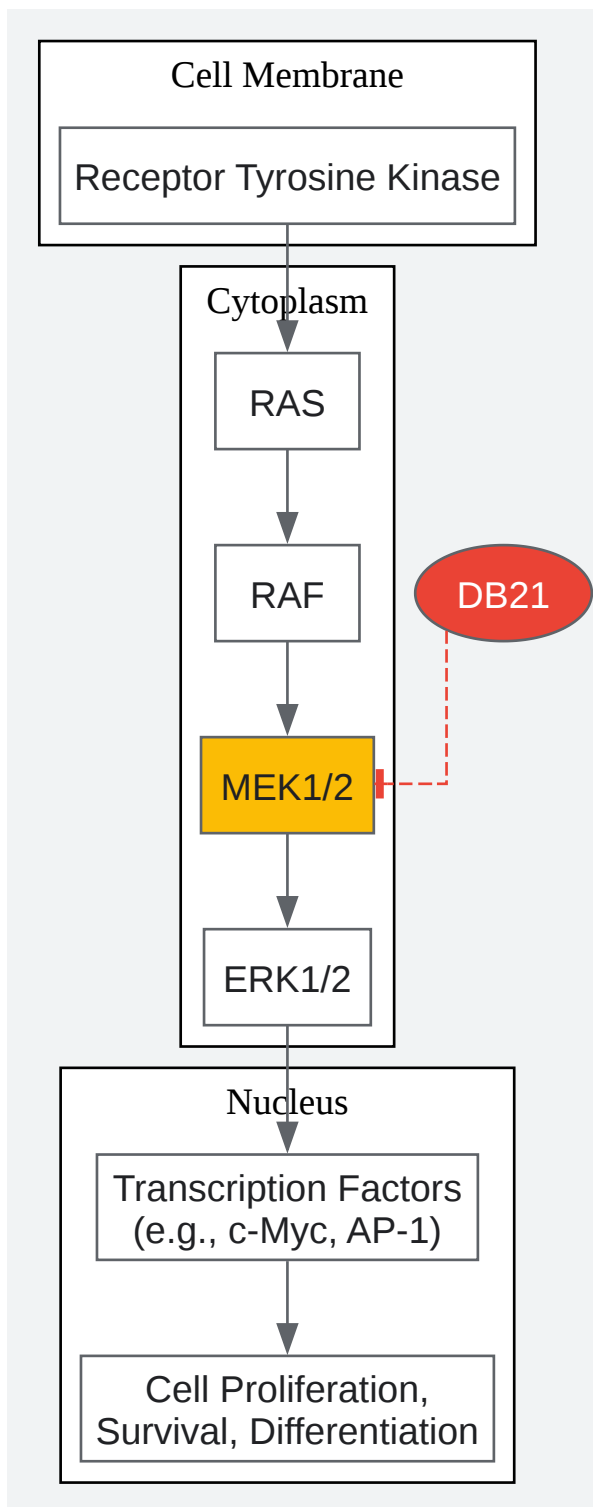 Cell Membrane
Receptor Tyrosine Kinase
Cytoplasm
RAS
RAF
DB21
MEK1/2
ERK1/2
Nucleus
Transcription Factors
(e.g., c-Myc, AP-1)
Cell Proliferation,
Survival, Differentiation